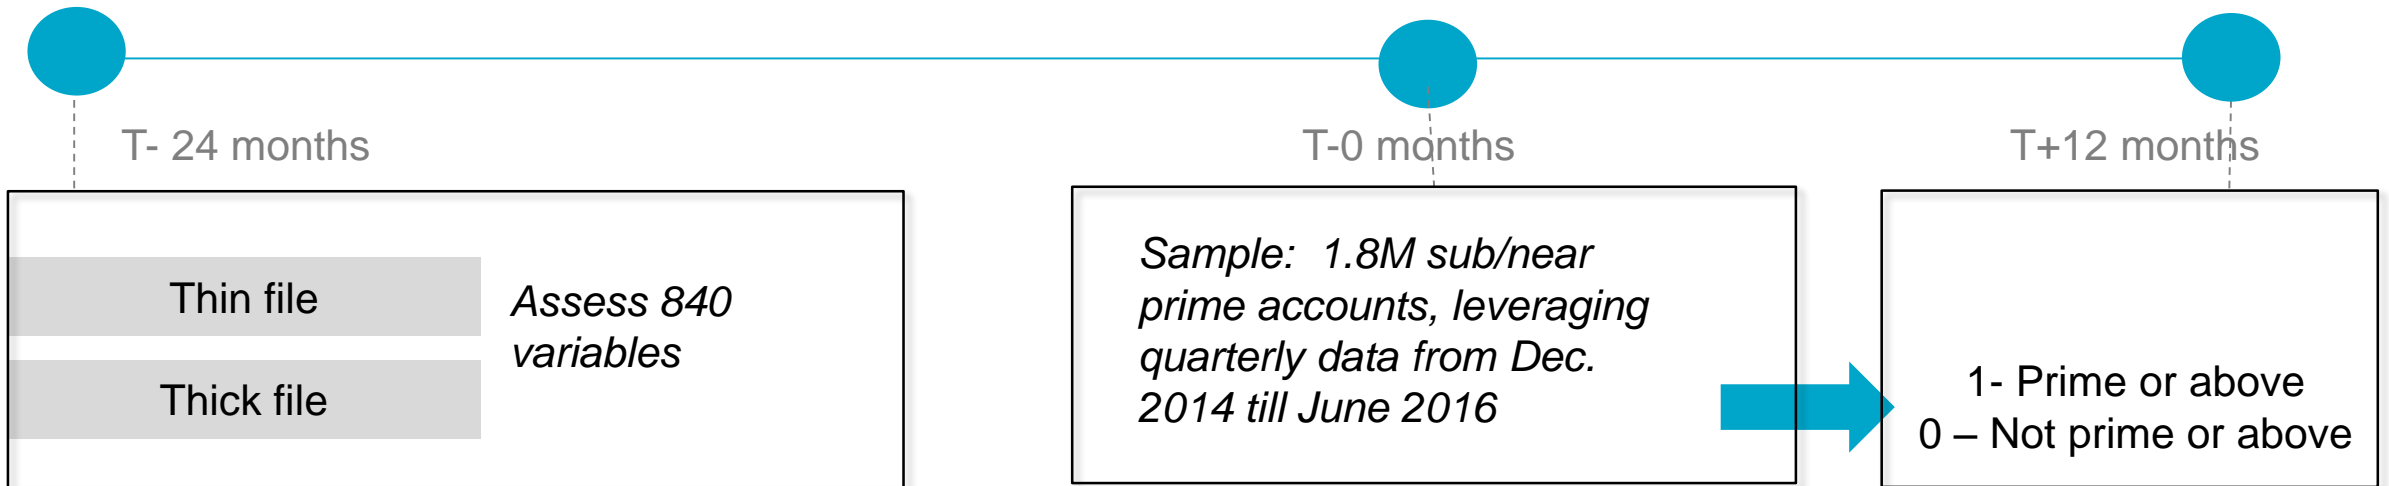 T- 24 months
T-0 months
T+12 months
Thin file
Thick file
Assess 840
variables
Sample:  1.8M sub/near
prime accounts, leveraging
quarterly data from Dec.
2014 till June 2016
1- Prime or above
0 – Not prime or above